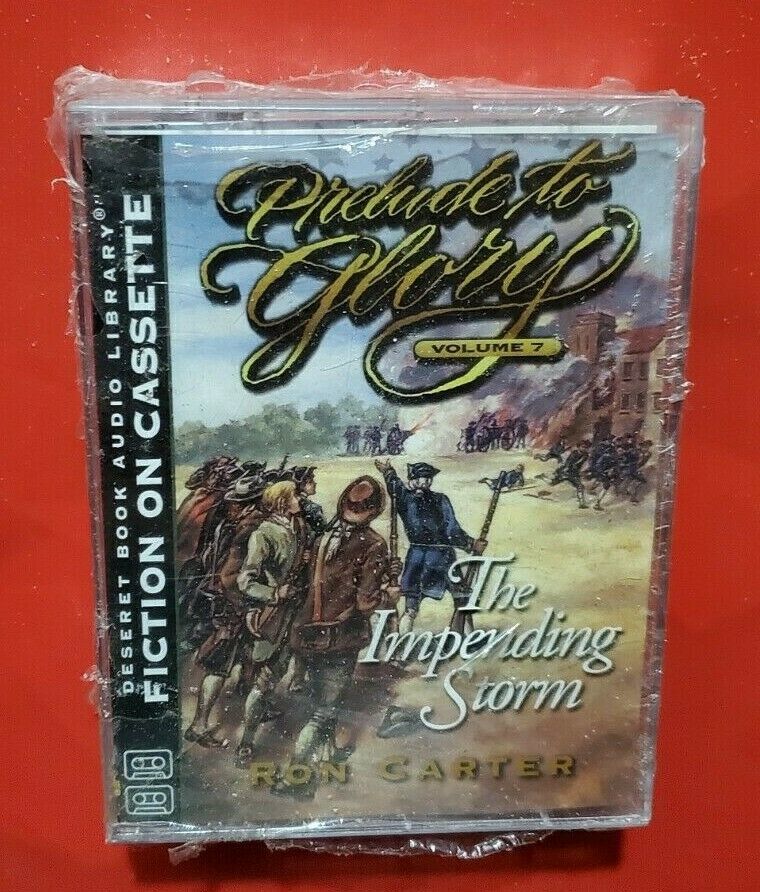 DESERET BOOK AUDIO LIBRARY®
FICTION ON CASSETTE
Prelude to
Glory
VOLUME 7
The
Impending
Storm
RON CARTER